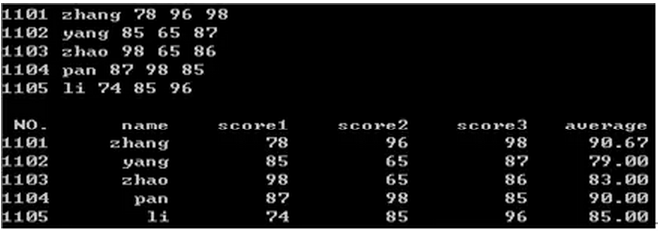 1101 zhang 78 96 98
1102 yang 85 65 87
1103 zhao 98 65 86
1104 pan 87 98 85
1105 li 74 85 96
NO. name score1 score2 score3 average
1101 zhang 78 96 98 90.67
1102 yang 85 65 87 79.00
1103 zhao 98 65 86 83.00
1104 pan 87 98 85 90.00
1105 li 74 85 96 85.00